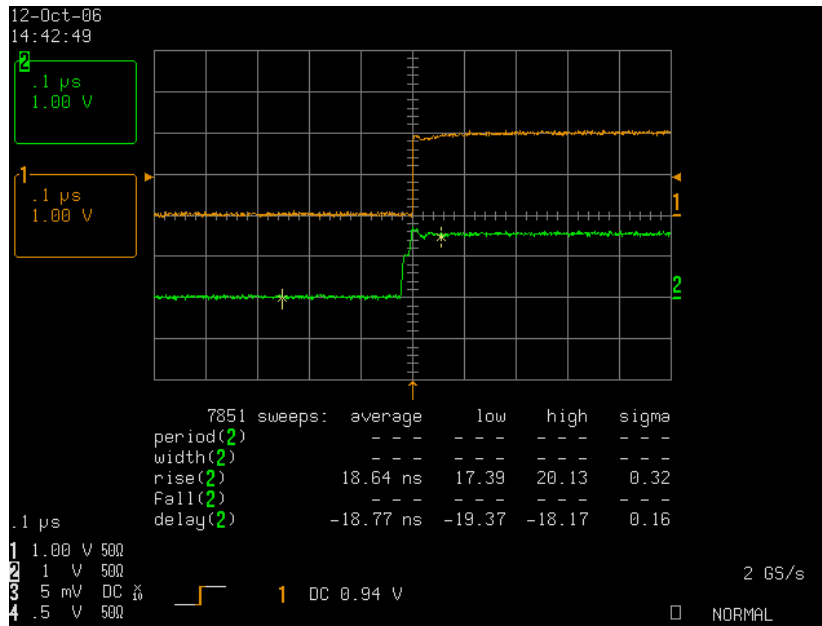 12-Oct-06
14:42:49
2
.1 µs
1.00 V
1
.1 µs
1.00 V
1
2
7851 sweeps: average low high sigma
period(2) - - - - - - - - - - - -
width(2) - - - - - - - - - - - -
rise(2) 18.64 ns 17.39 20.13 0.32
fall(2) - - - - - - - - - - - -
delay(2) -18.77 ns -19.37 -18.17 0.16
.1 µs
1 1.00 V 50Ω
2 1 V 50Ω
3 5 mV DC X10
4 .5 V 50Ω
1 DC 0.94 V
2 GS/s
NORMAL